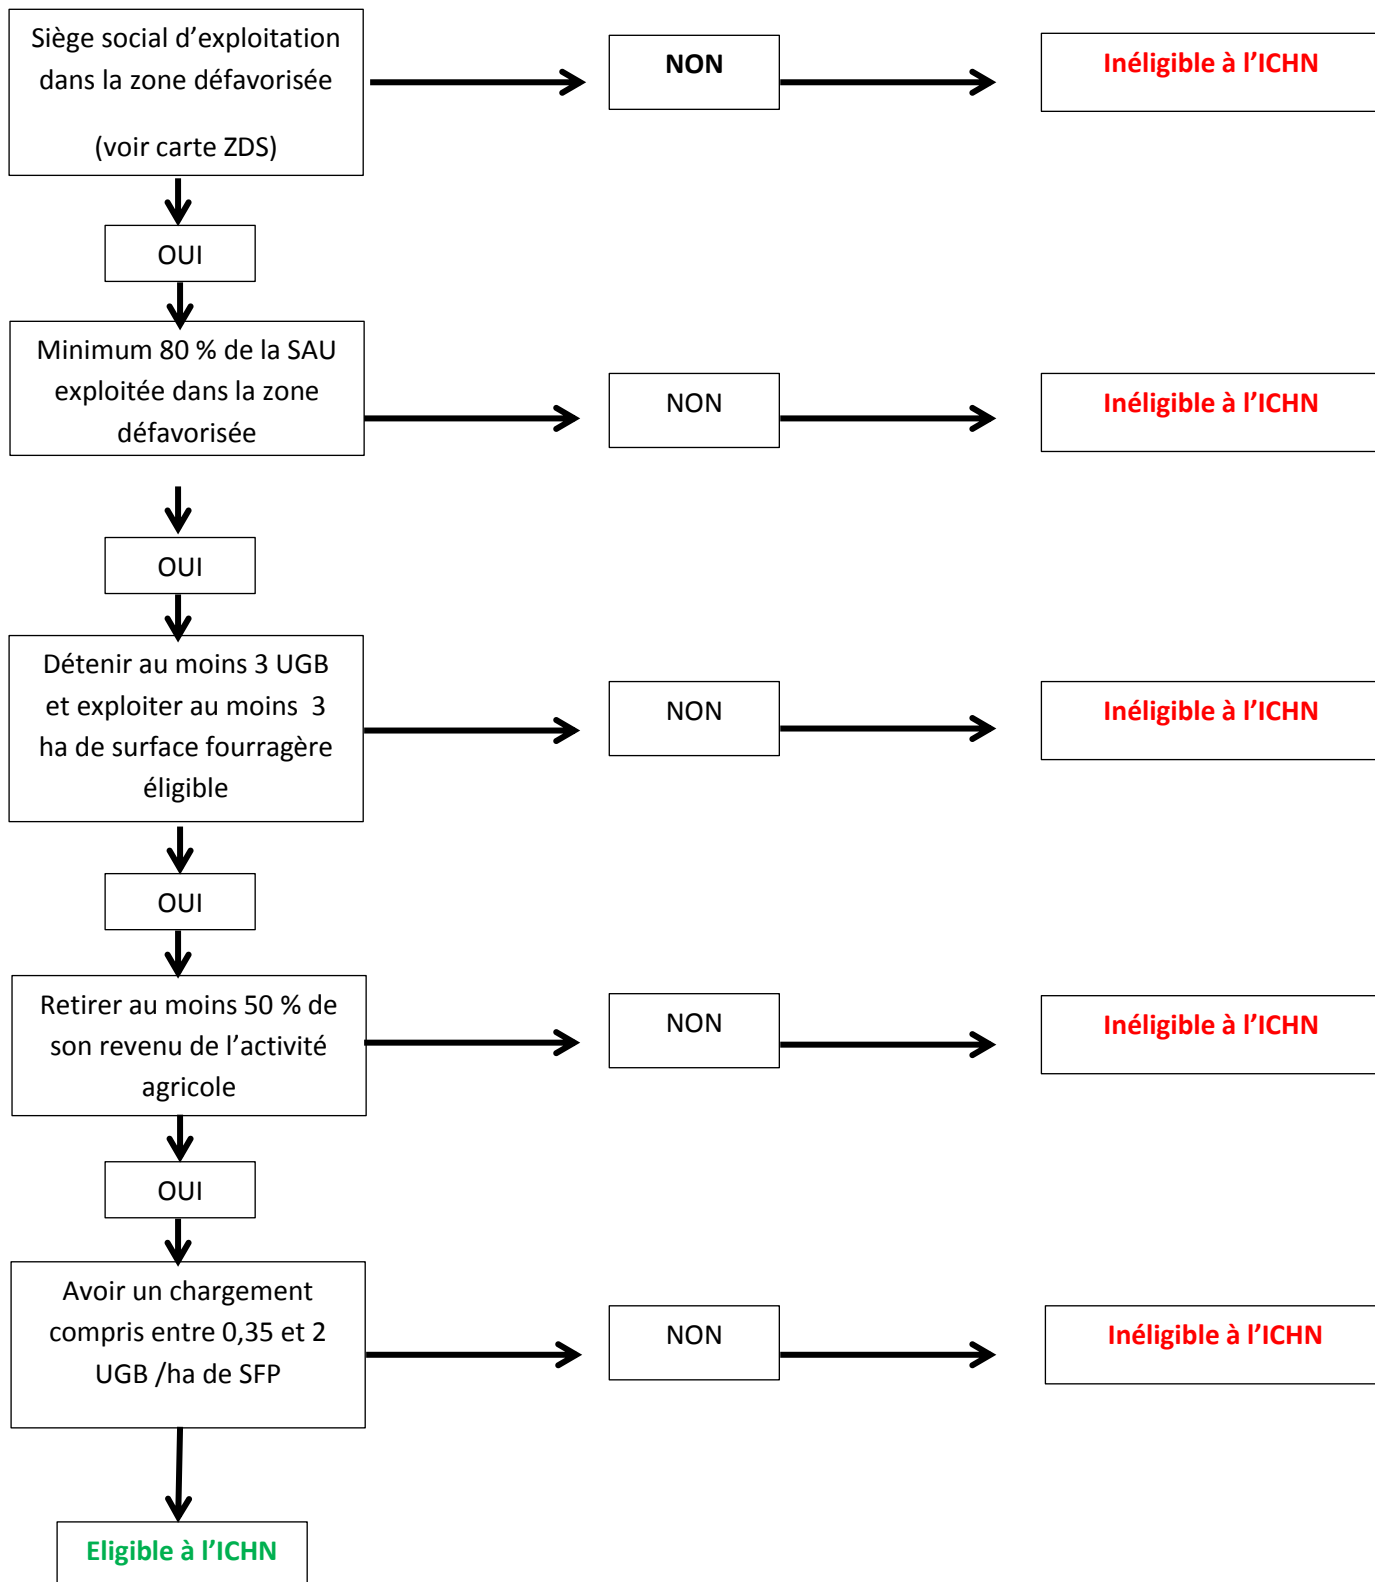 Siège social d’exploitation
dans la zone défavorisée
(voir carte ZDS)
NON
Inéligible à l’ICHN
OUI
Minimum 80 % de la SAU
exploitée dans la zone
défavorisée
NON
Inéligible à l’ICHN
OUI
Détenir au moins 3 UGB
et exploiter au moins  3
ha de surface fourragère
éligible
NON
Inéligible à l’ICHN
OUI
Retirer au moins 50 % de
son revenu de l’activité
agricole
NON
Inéligible à l’ICHN
OUI
Avoir un chargement
compris entre 0,35 et 2
UGB /ha de SFP
NON
Inéligible à l’ICHN
Eligible à l’ICHN